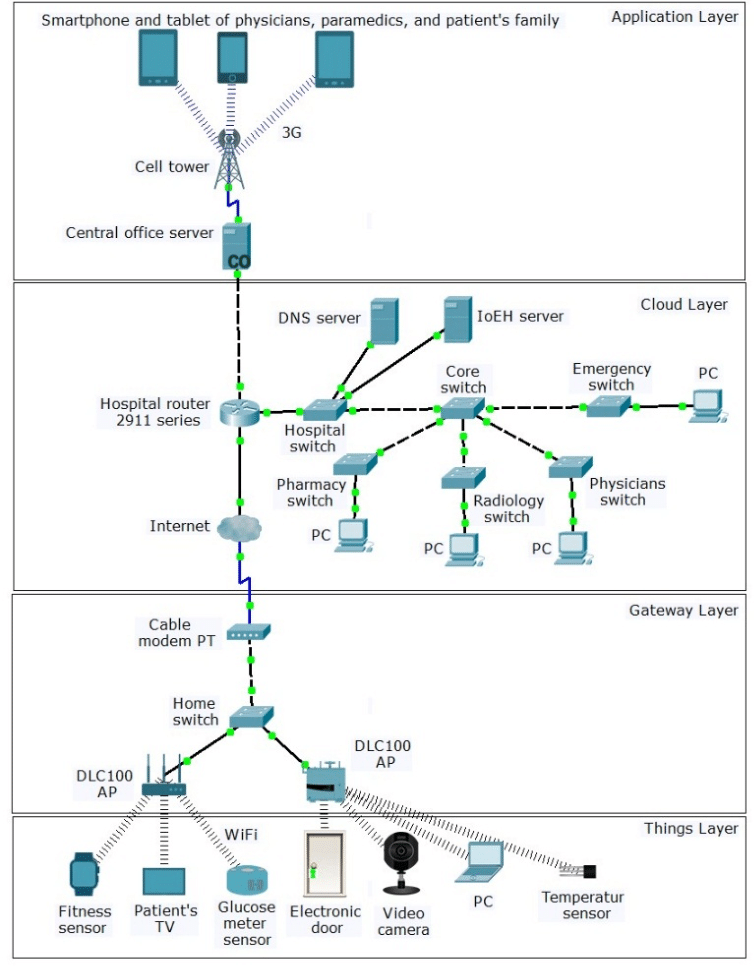 Application Layer
Smartphone and tablet of physicians, paramedics, and patient's family
3G
Cell tower
Central office server
CO
Cloud Layer
DNS server
IoEH server
Core
switch
Emergency
switch
PC
Hospital router
2911 series
Hospital
switch
Pharmacy
switch
Radiology
switch
Physicians
switch
Internet
PC
PC
PC
Gateway Layer
Cable
modem PT
Home
switch
DLC100
AP
DLC100
AP
Things Layer
WiFi
Fitness
sensor
Patient's
TV
Glucose
meter
sensor
Electronic
door
Video
camera
PC
Temperatur
sensor